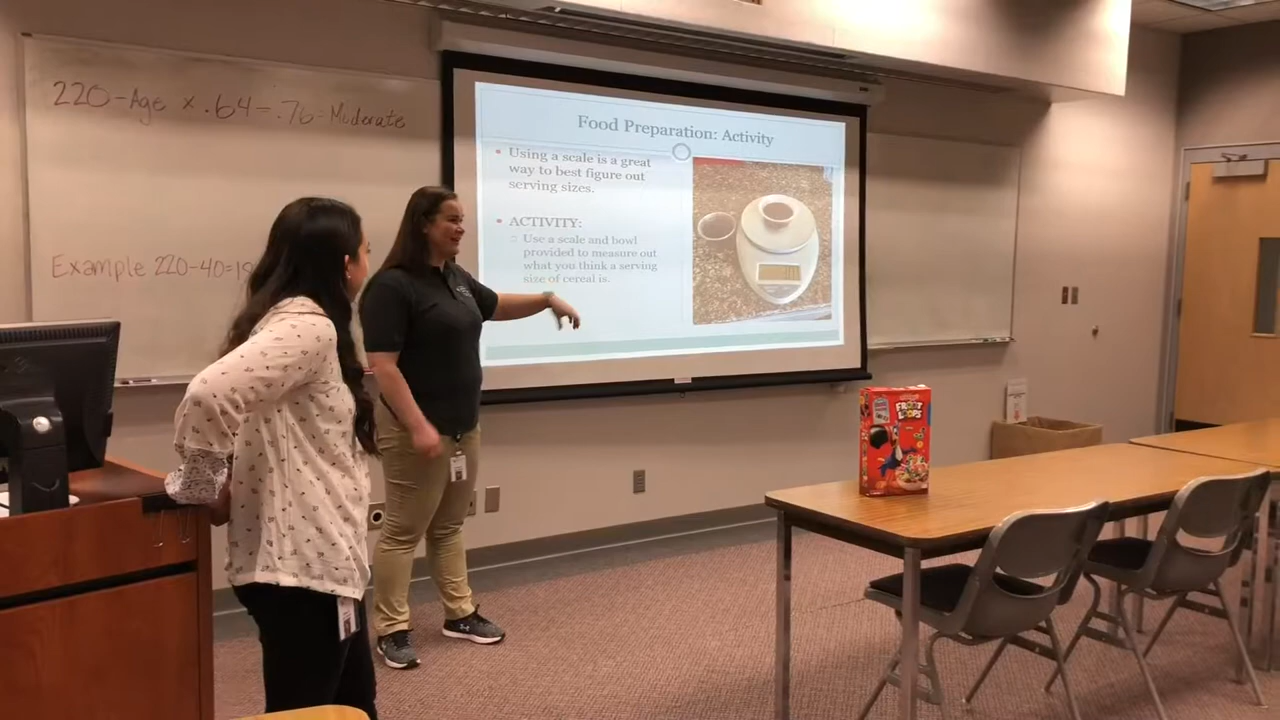 220-Age x .64-.76= Moderate
Example 220-40=18
Food Preparation: Activity
• Using a scale is a great
way to best figure out
serving sizes.
• ACTIVITY:
○ Use a scale and bowl
provided to measure out
what you think a serving
size of cereal is.
FROOT
LOOPS